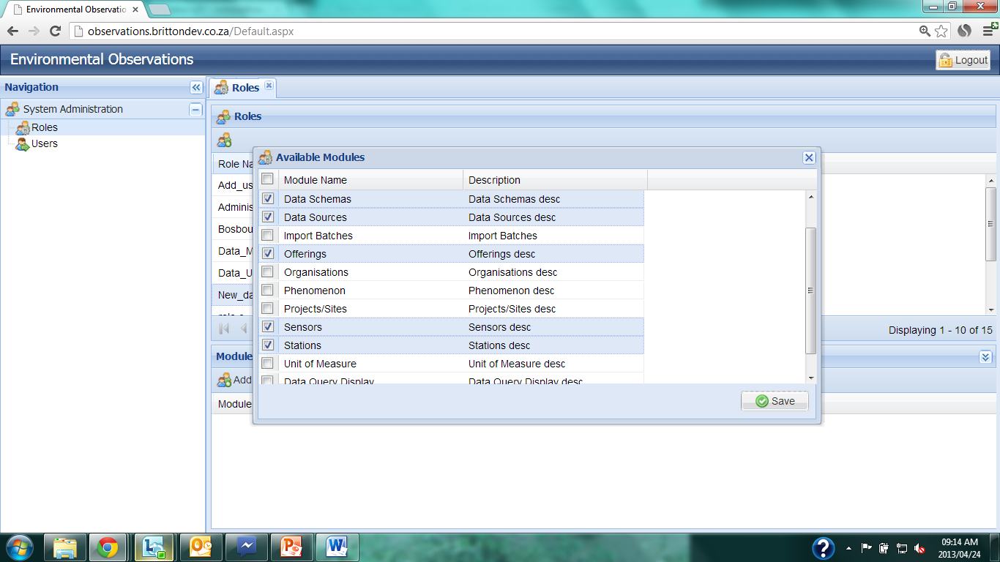 Environmental Observatio
observations.brittondev.co.za/Default.aspx
Environmental Observations
Logout
Navigation
System Administration
Roles
Users
Roles
Roles
Role Na
Add_us
Adminis
Bosbou
Data_M
Data_U
New_da
Displaying 1 - 10 of 15
Module
Add
Module
Available Modules
Module Name Description
Data Schemas Data Schemas desc
Data Sources Data Sources desc
Import Batches Import Batches
Offerings Offerings desc
Organisations Organisations desc
Phenomenon Phenomenon desc
Projects/Sites Projects/Sites desc
Sensors Sensors desc
Stations Stations desc
Unit of Measure Unit of Measure desc
Data Query Display Data Query Display desc
Save
09:14 AM
2013/04/24